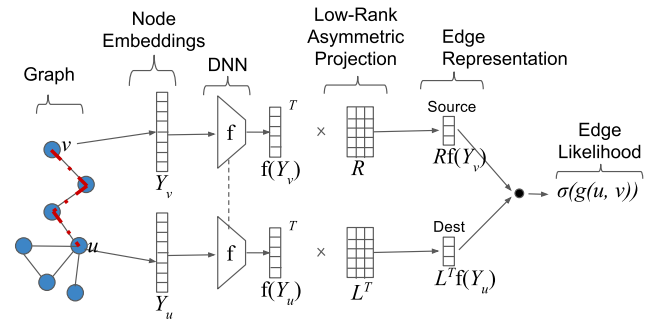 Graph
Node
Embeddings
DNN
Low-Rank
Asymmetric
Projection
Edge
Representation
v
Y_v
f
f(Y_v)
T
×
R
Source
Rf(Y_v)
Edge
Likelihood
σ(g(u, v))
u
Y_u
f
f(Y_u)
T
×
L^T
Dest
L^T f(Y_u)